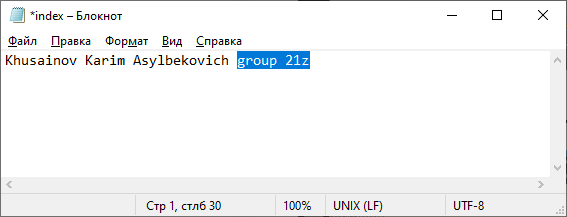 *index – Блокнот
Файл Правка Формат Вид Справка
Khusainov Karim Asylbekovich group 21z
Стр 1, стлб 30 100% UNIX (LF) UTF-8